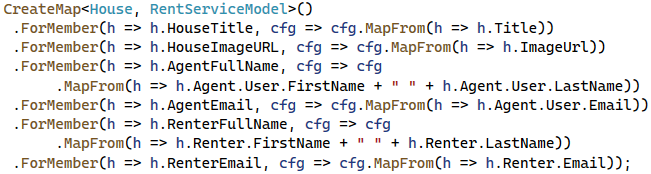 CreateMap<House, RentServiceModel>()
.ForMember(h => h.HouseTitle, cfg => cfg.MapFrom(h => h.Title))
.ForMember(h => h.HouseImageURL, cfg => cfg.MapFrom(h => h.ImageUrl))
.ForMember(h => h.AgentFullName, cfg => cfg
.MapFrom(h => h.Agent.User.FirstName + " " + h.Agent.User.LastName))
.ForMember(h => h.AgentEmail, cfg => cfg.MapFrom(h => h.Agent.User.Email))
.ForMember(h => h.RenterFullName, cfg => cfg
.MapFrom(h => h.Renter.FirstName + " " + h.Renter.LastName))
.ForMember(h => h.RenterEmail, cfg => cfg.MapFrom(h => h.Renter.Email));